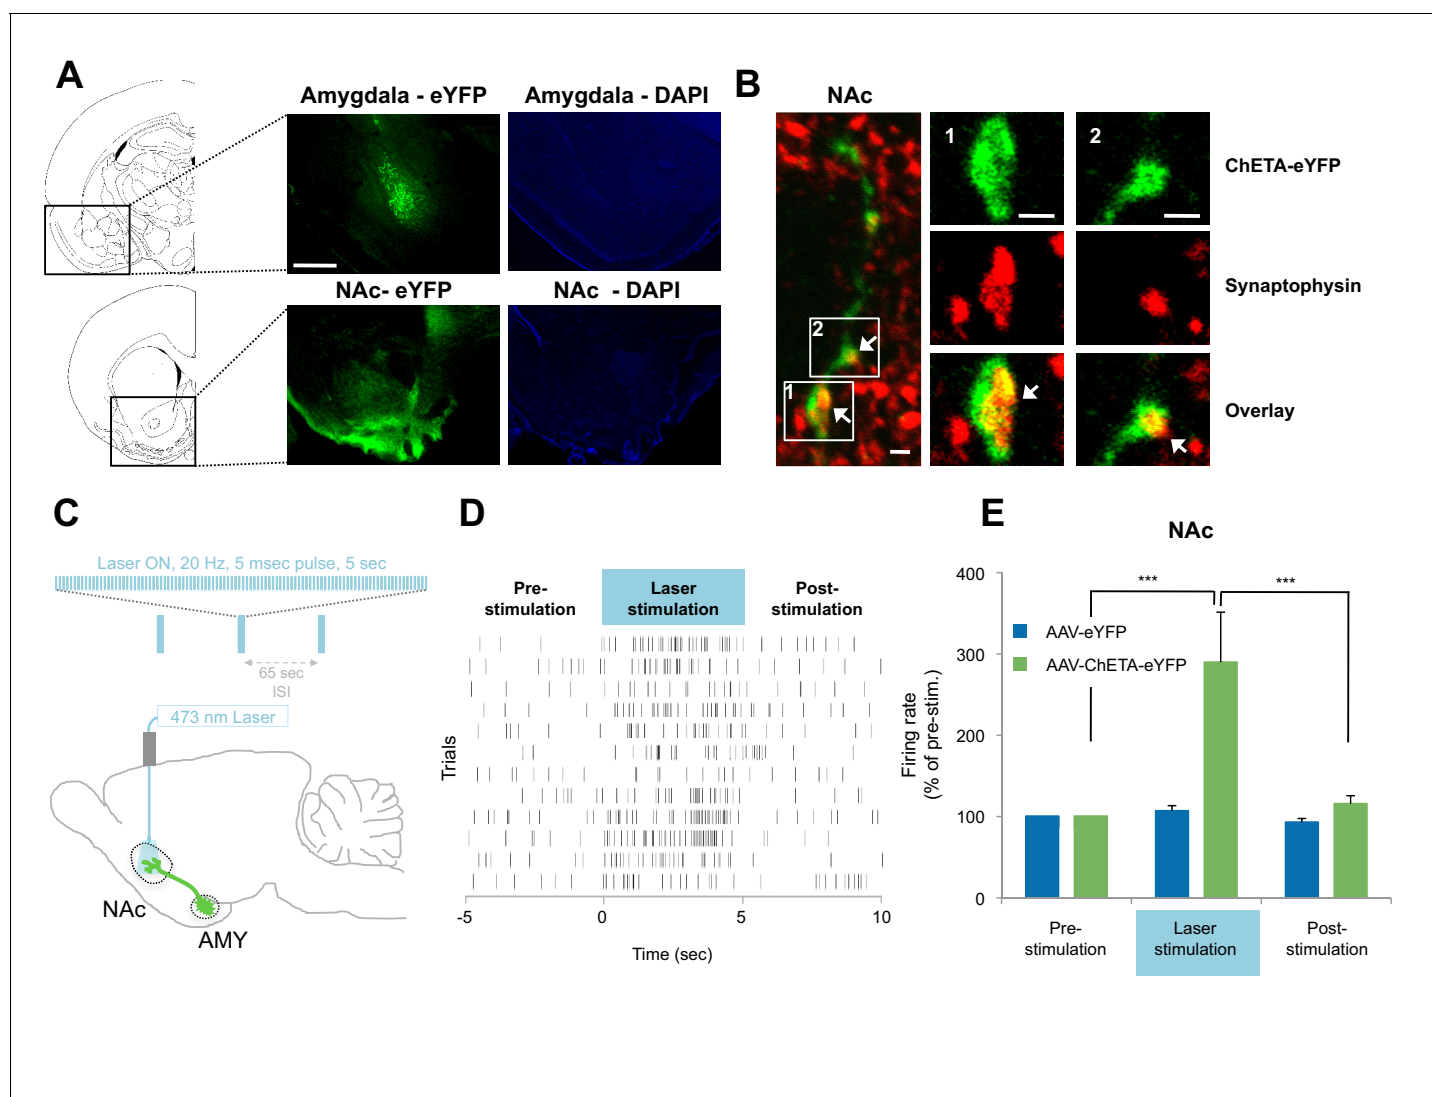 A
Amygdala - eYFP
Amygdala - DAPI
NAc- eYFP
NAc - DAPI
B
NAc
2
1
1
2
ChETA-eYFP
Synaptophysin
Overlay
C
Laser ON, 20 Hz, 5 msec pulse, 5 sec
65 sec
ISI
473 nm Laser
NAc
AMY
D
Pre-
stimulation
Laser
stimulation
Post-
stimulation
Trials
-5
0
5
10
Time (sec)
E
NAc
***
***
AAV-eYFP
AAV-ChETA-eYFP
Firing rate
(% of pre-stim.)
400
300
200
100
0
Pre-
stimulation
Laser
stimulation
Post-
stimulation